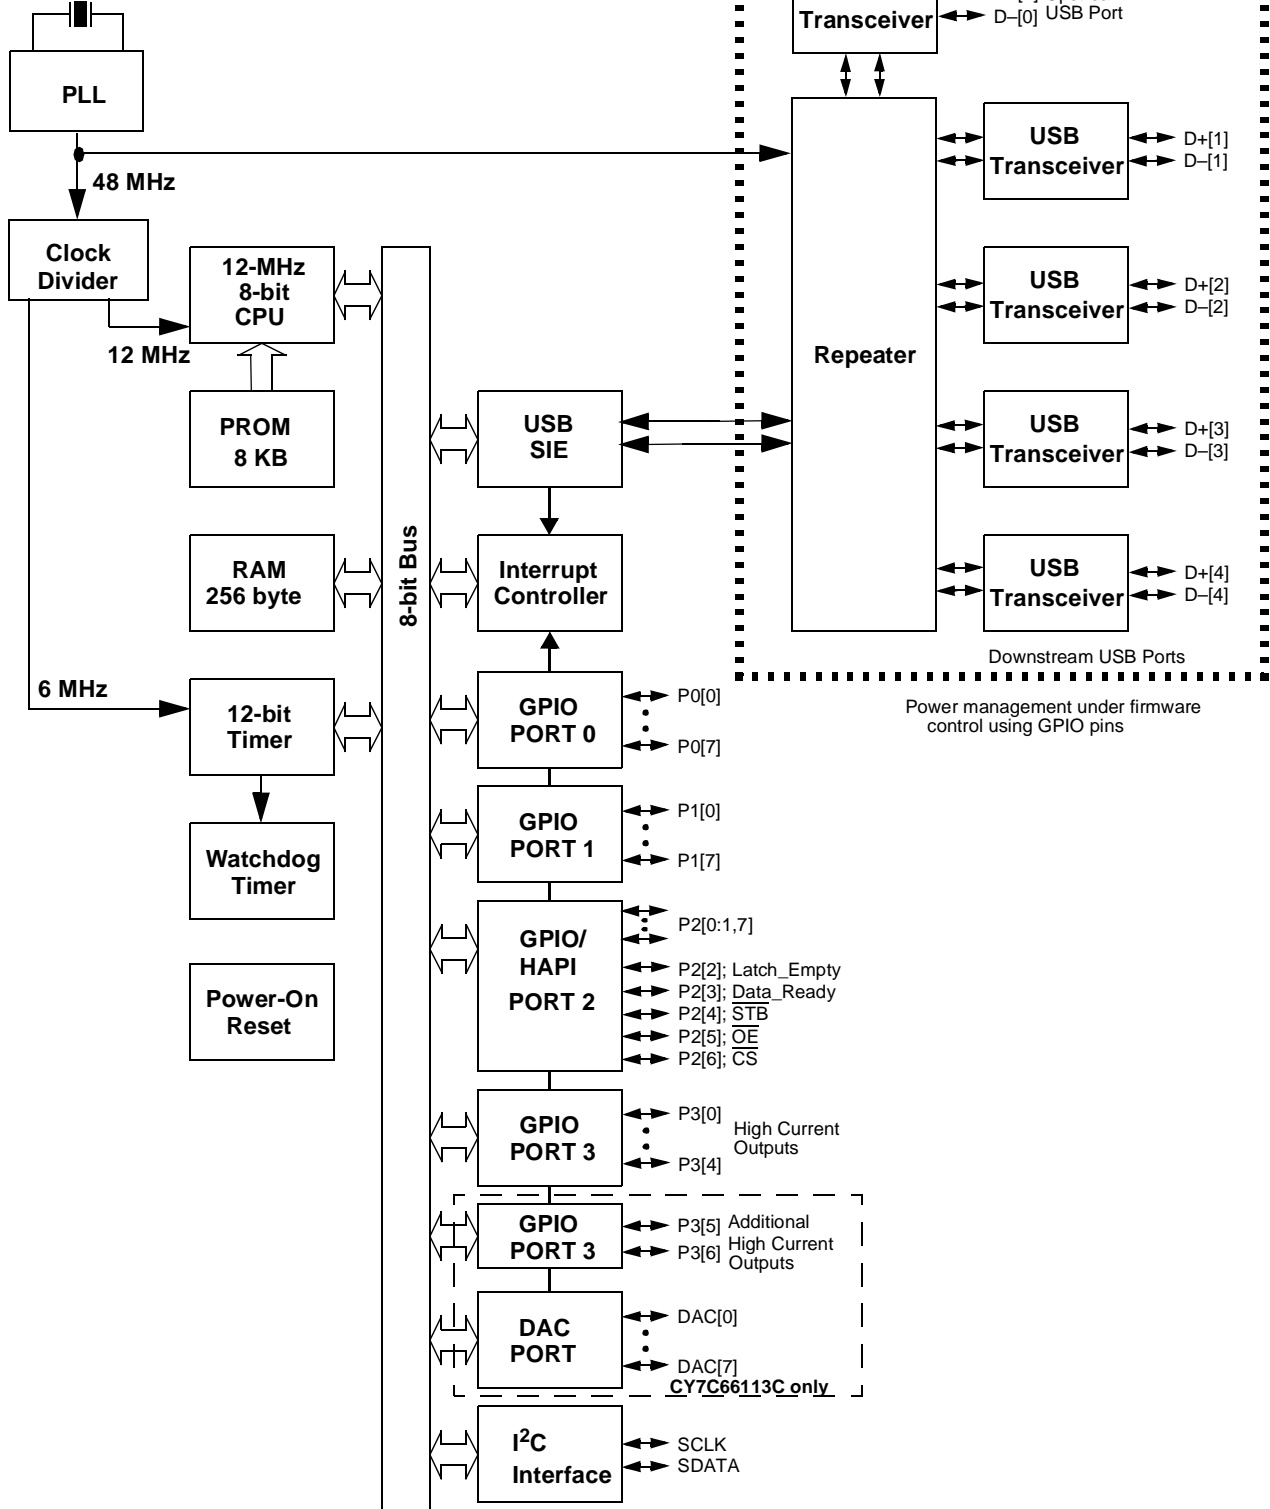 Transceiver
D–[0] USB Port
PLL
48 MHz
Clock
Divider
12-MHz
8-bit
CPU
12 MHz
PROM
8 KB
RAM
256 byte
6 MHz
12-bit
Timer
Watchdog
Timer
Power-On
Reset
8-bit Bus
USB
SIE
Interrupt
Controller
GPIO
PORT 0
P0[0]
P0[7]
GPIO
PORT 1
P1[0]
P1[7]
GPIO/
HAPI
PORT 2
P2[0:1,7]
P2[2]; Latch_Empty
P2[3]; Data_Ready
P2[4]; STB
P2[5]; OE
P2[6]; CS
GPIO
PORT 3
P3[0]
P3[4]
High Current
Outputs
GPIO
PORT 3
P3[5] Additional
P3[6] High Current
Outputs
DAC
PORT
DAC[0]
DAC[7]
CY7C66113C only
I²C
Interface
SCLK
SDATA
Repeater
USB
Transceiver
D+[1]
D–[1]
USB
Transceiver
D+[2]
D–[2]
USB
Transceiver
D+[3]
D–[3]
USB
Transceiver
D+[4]
D–[4]
Downstream USB Ports
Power management under firmware
control using GPIO pins